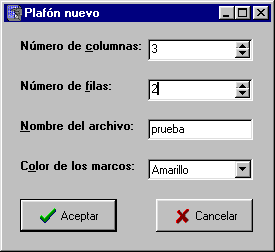 Plafón nuevo
Número de columnas: 3
Número de filas: 2
Nombre del archivo: prueba
Color de los marcos: Amarillo
Aceptar Cancelar